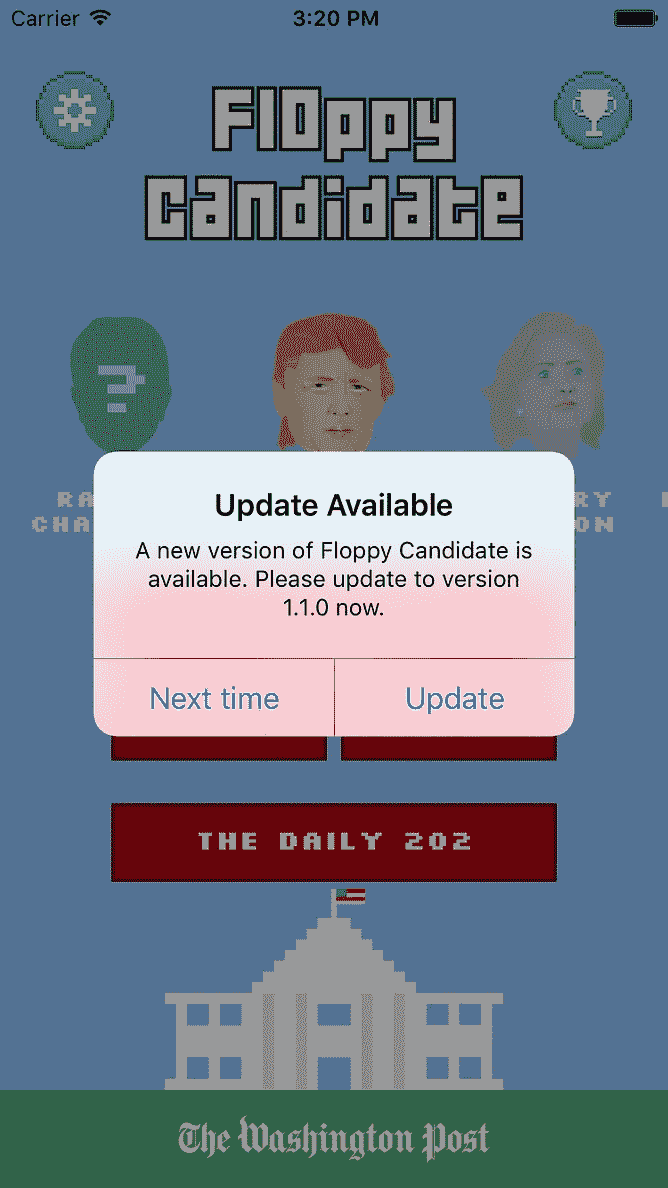 Carrier 3:20 PM
Floppy
Candidate
?
RA RY
CHA ON
Update Available
A new version of Floppy Candidate is
available. Please update to version
1.1.0 now.
Next time Update
THE DAILY 202
The Washington Post